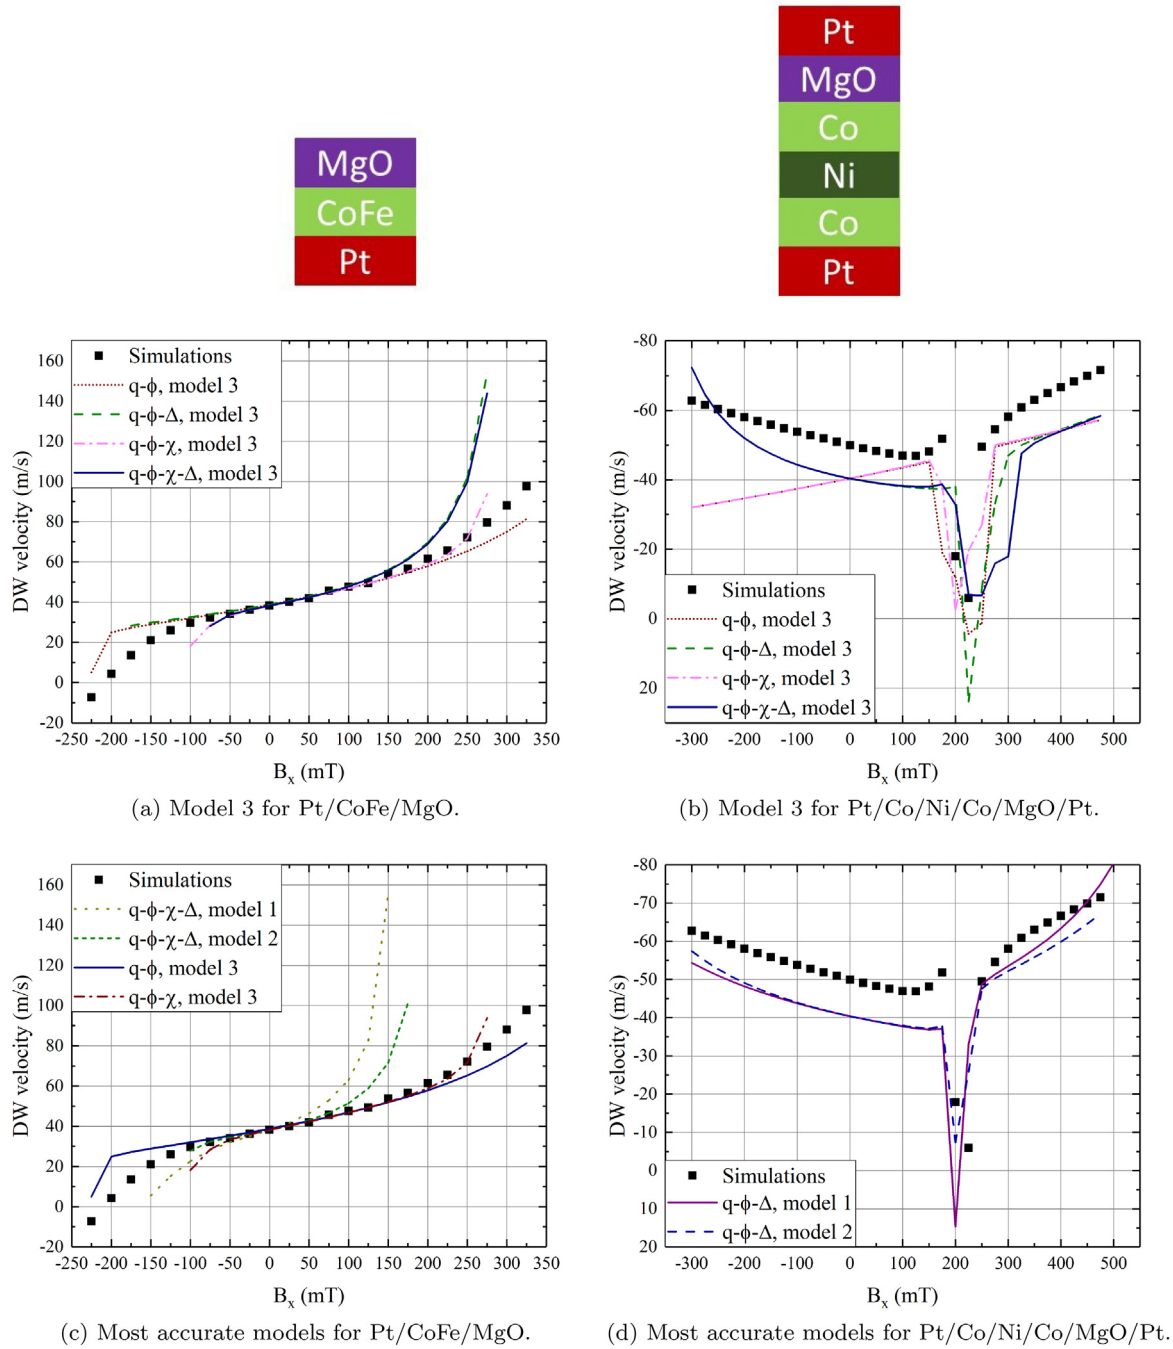 MgO
CoFe
Pt
Pt
MgO
Co
Ni
Co
Pt
160
140
120
100
80
60
40
20
0
-20
DW velocity (m/s)
Simulations
q-ϕ, model 3
q-ϕ-Δ, model 3
q-ϕ-χ, model 3
q-ϕ-χ-Δ, model 3
-250 -200 -150 -100 -50 0 50 100 150 200 250 300 350
Bₓ (mT)
(a) Model 3 for Pt/CoFe/MgO.
-80
-60
-40
-20
0
20
DW velocity (m/s)
Simulations
q-ϕ, model 3
q-ϕ-Δ, model 3
q-ϕ-χ, model 3
q-ϕ-χ-Δ, model 3
-300 -200 -100 0 100 200 300 400 500
Bₓ (mT)
(b) Model 3 for Pt/Co/Ni/Co/MgO/Pt.
160
140
120
100
80
60
40
20
0
-20
DW velocity (m/s)
Simulations
q-ϕ-χ-Δ, model 1
q-ϕ-χ-Δ, model 2
q-ϕ, model 3
q-ϕ-χ, model 3
-250 -200 -150 -100 -50 0 50 100 150 200 250 300 350
Bₓ (mT)
(c) Most accurate models for Pt/CoFe/MgO.
-80
-70
-60
-50
-40
-30
-20
-10
0
10
20
DW velocity (m/s)
Simulations
q-ϕ-Δ, model 1
q-ϕ-Δ, model 2
-300 -200 -100 0 100 200 300 400 500
Bₓ (mT)
(d) Most accurate models for Pt/Co/Ni/Co/MgO/Pt.